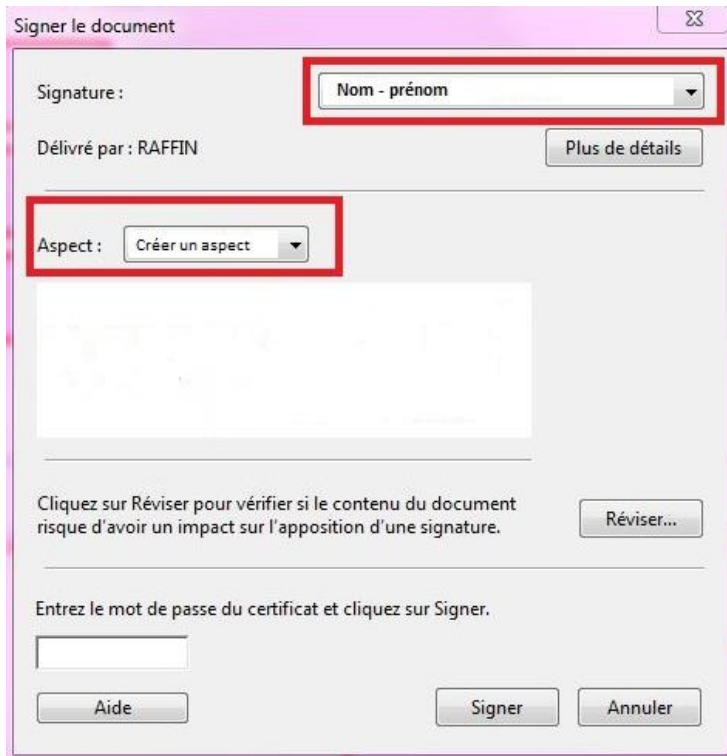 Signer le document
Signature :
Nom - prénom
Délivré par : RAFFIN
Plus de détails
Aspect :
Créer un aspect
Cliquez sur Réviser pour vérifier si le contenu du document
risque d'avoir un impact sur l'apposition d'une signature.
Réviser...
Entrez le mot de passe du certificat et cliquez sur Signer.
Aide
Signer
Annuler